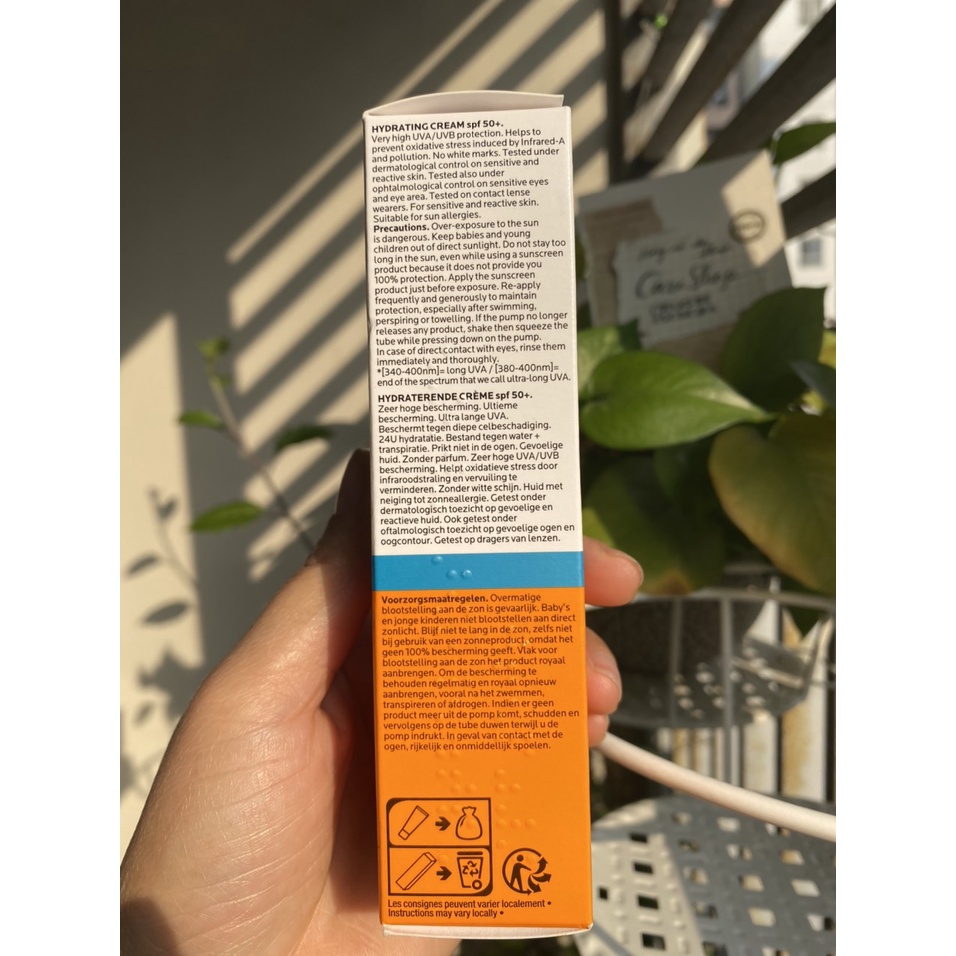 HYDRATING CREAM spf 50+.
Very high UVA/UVB protection. Helps to
prevent oxidative stress induced by Infrared-A
and pollution. No white marks. Tested under
dermatological control on sensitive and
reactive skin. Tested also under
ophtalmological control on sensitive eyes
and eye area. Tested on contact lense
wearers. For sensitive and reactive skin.
Suitable for sun allergies.
Precautions. Over-exposure to the sun
is dangerous. Keep babies and young
children out of direct sunlight. Do not stay too
long in the sun, even while using a sunscreen
product because it does not provide you
100% protection. Apply the sunscreen
product just before exposure. Re-apply
frequently and generously to maintain
protection, especially after swimming,
perspiring or towelling. If the pump no longer
releases any product, shake then squeeze the
tube while pressing down on the pump.
In case of direct contact with eyes, rinse them
immediately and thoroughly.
*[340-400nm]= long UVA / [380-400nm]=
end of the spectrum that we call ultra-long UVA.
HYDRATERENDE CRÈME spf 50+.
Zeer hoge bescherming. Ultieme
bescherming. Ultra lange UVA.
Beschermt tegen diepe celbeschadiging.
24U hydratatie. Bestand tegen water +
transpiratie. Prikt niet in de ogen. Gevoelige
huid. Zonder parfum. Zeer hoge UVA/UVB
bescherming. Helpt oxidatieve stress door
infraroodstraling en vervuiling te
verminderen. Zonder witte schijn. Huid met
neiging tot zonneallergie. Getest onder
dermatologisch toezicht op gevoelige en
reactieve huid. Ook getest onder
oftalmologisch toezicht op gevoelige ogen en
oogcontour. Getest op dragers van lenzen.
Voorzorgsmaatregelen. Overmatige
blootstelling aan de zon is gevaarlijk. Baby's
en jonge kinderen niet blootstellen aan direct
zonlicht. Blijf niet te lang in de zon, zelfs niet
bij gebruik van een zonneproduct, omdat het
geen 100% bescherming geeft. Vlak voor
blootstelling aan de zon het product royaal
aanbrengen. Om de bescherming te
behouden regelmatig en royaal opnieuw
aanbrengen, vooral na het zwemmen,
transpireren of afdrogen. Indien er geen
product meer uit de pomp komt, schudden en
vervolgens op de tube duwen terwijl u de
pomp indrukt. In geval van contact met de
ogen, rijkelijk en onmiddellijk spoelen.
Les consignes peuvent varier localement •
Instructions may vary locally •